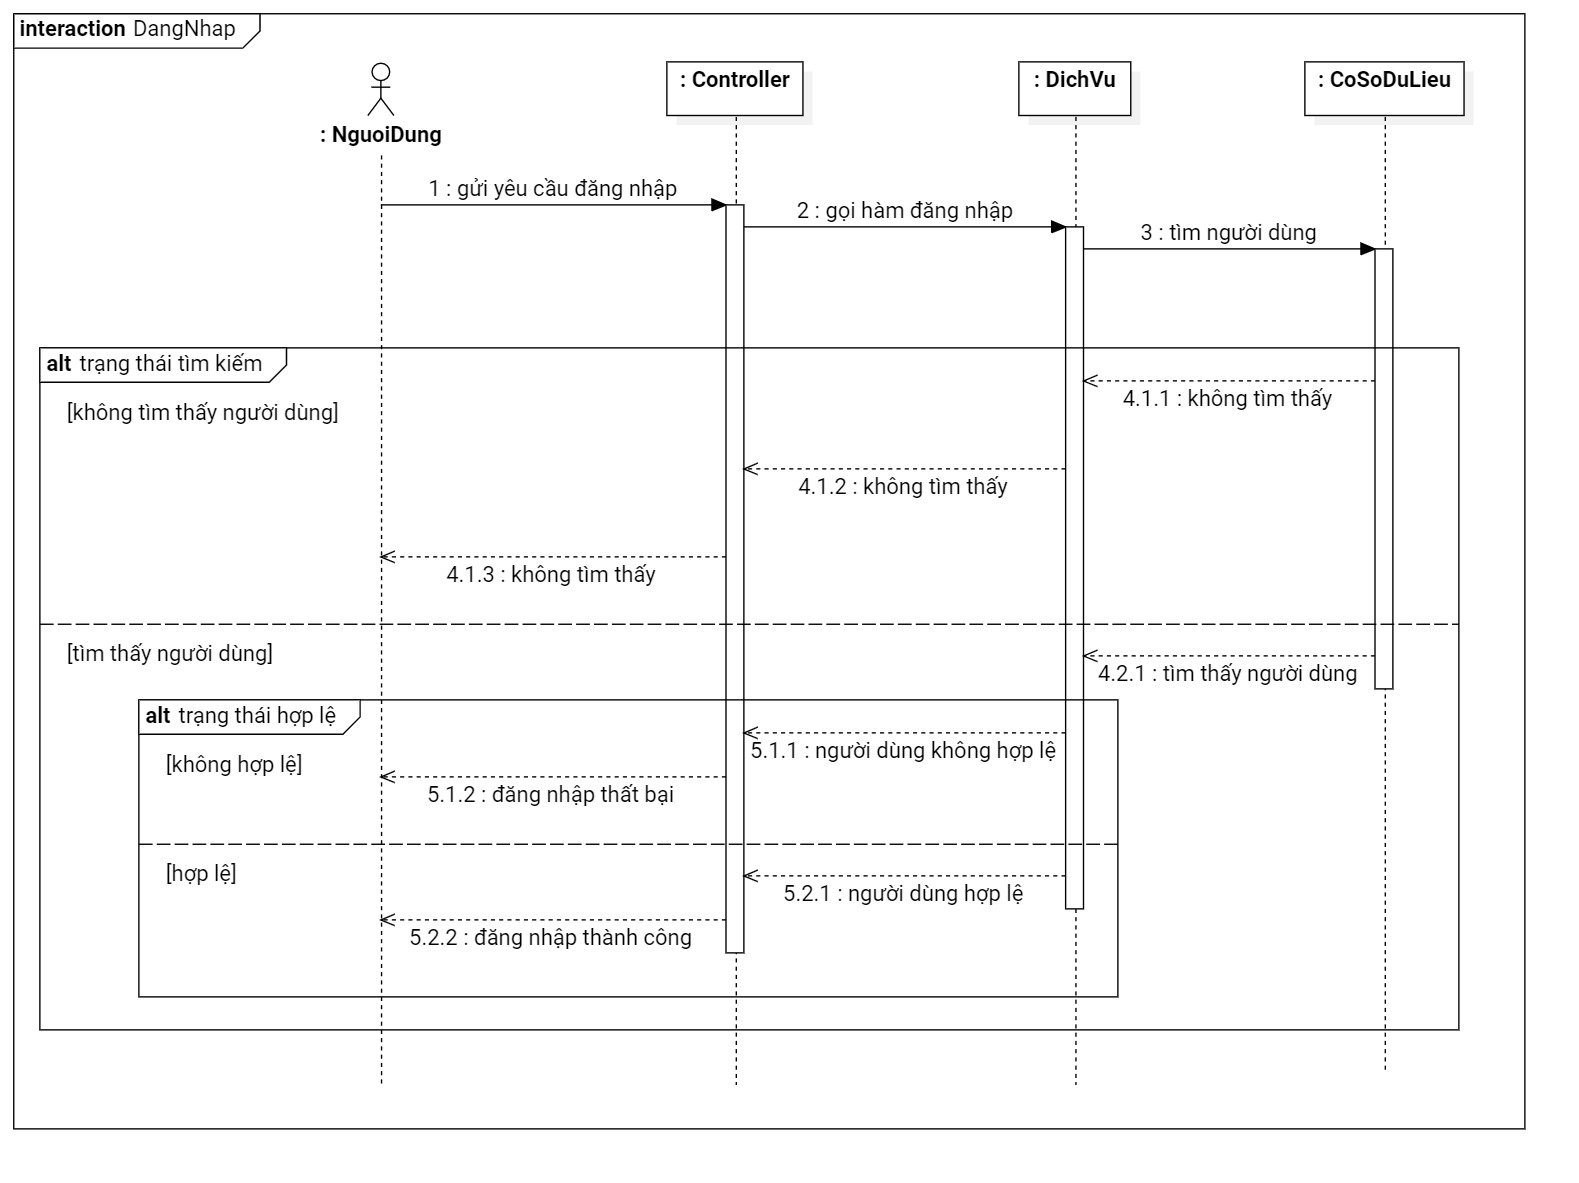 interaction DangNhap
: NguoiDung
: Controller
: DichVu
: CoSoDuLieu
1 : gửi yêu cầu đăng nhập
2 : gọi hàm đăng nhập
3 : tìm người dùng
alt trạng thái tìm kiếm
[không tìm thấy người dùng]
4.1.1 : không tìm thấy
4.1.2 : không tìm thấy
4.1.3 : không tìm thấy
[tìm thấy người dùng]
4.2.1 : tìm thấy người dùng
alt trạng thái hợp lệ
[không hợp lệ]
5.1.1 : người dùng không hợp lệ
5.1.2 : đăng nhập thất bại
[hợp lệ]
5.2.1 : người dùng hợp lệ
5.2.2 : đăng nhập thành công